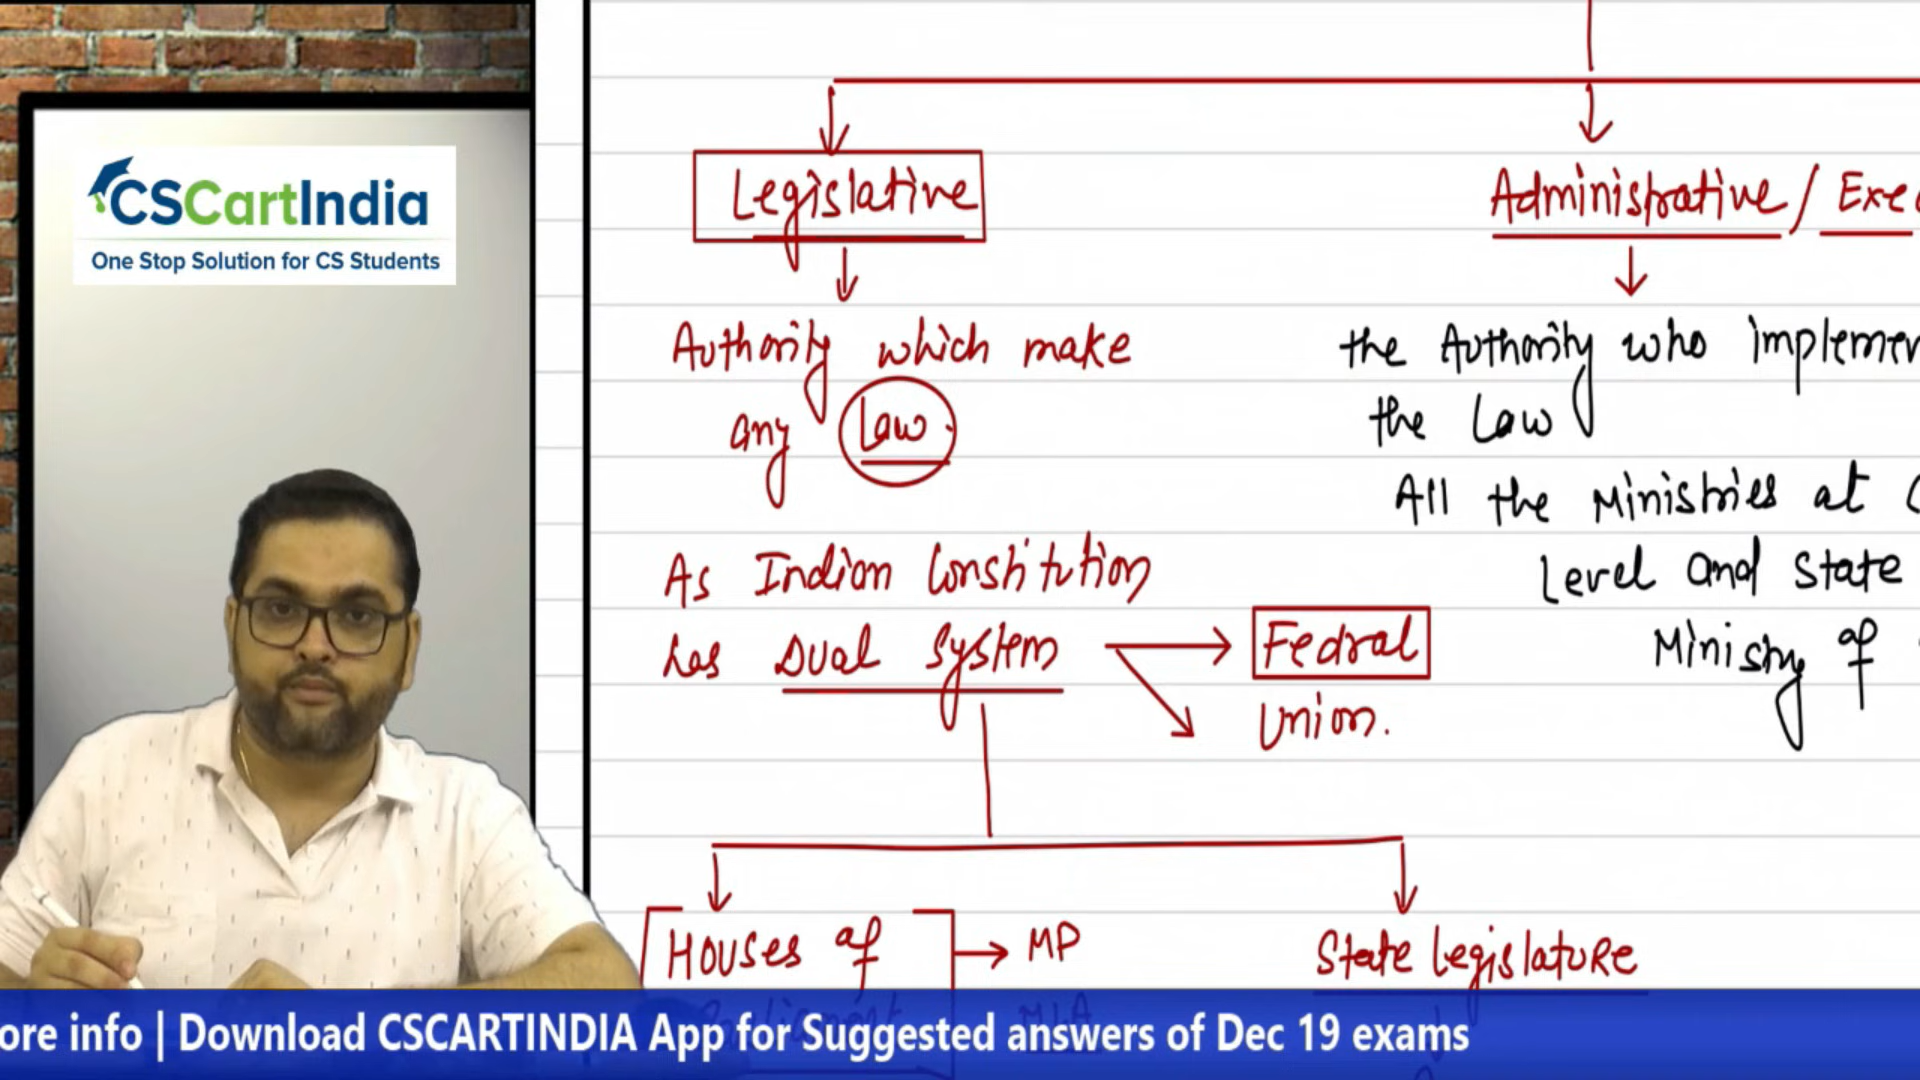 CSCartIndia
One Stop Solution for CS Students
Legislative
Administrative /
Authority which make
any Law.
the Authority who
the Law
All the Ministries at
As Indian Constitution
has Dual System
Fedral
Union.
Level and State
Ministry of
Houses of
Parliament
MP
MLA
State Legislature
ore info | Download CSCARTINDIA App for Suggested answers of Dec 19 exams